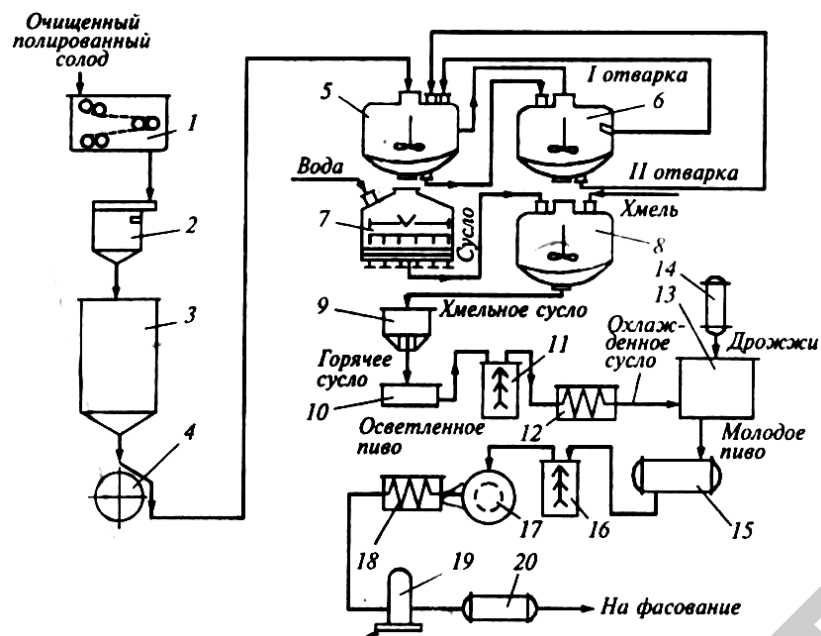 Очищенный
полированный
солод
1
2
3
4
5
6
I отварка
II отварка
Вода
7
Сусло
Хмель
8
9
Хмельное сусло
14
13
Дрожжи
Охлаж-
денное
сусло
Горячее
сусло
10
11
12
Осветленное
пиво
Молодое
пиво
15
16
17
18
19
20
На фасование